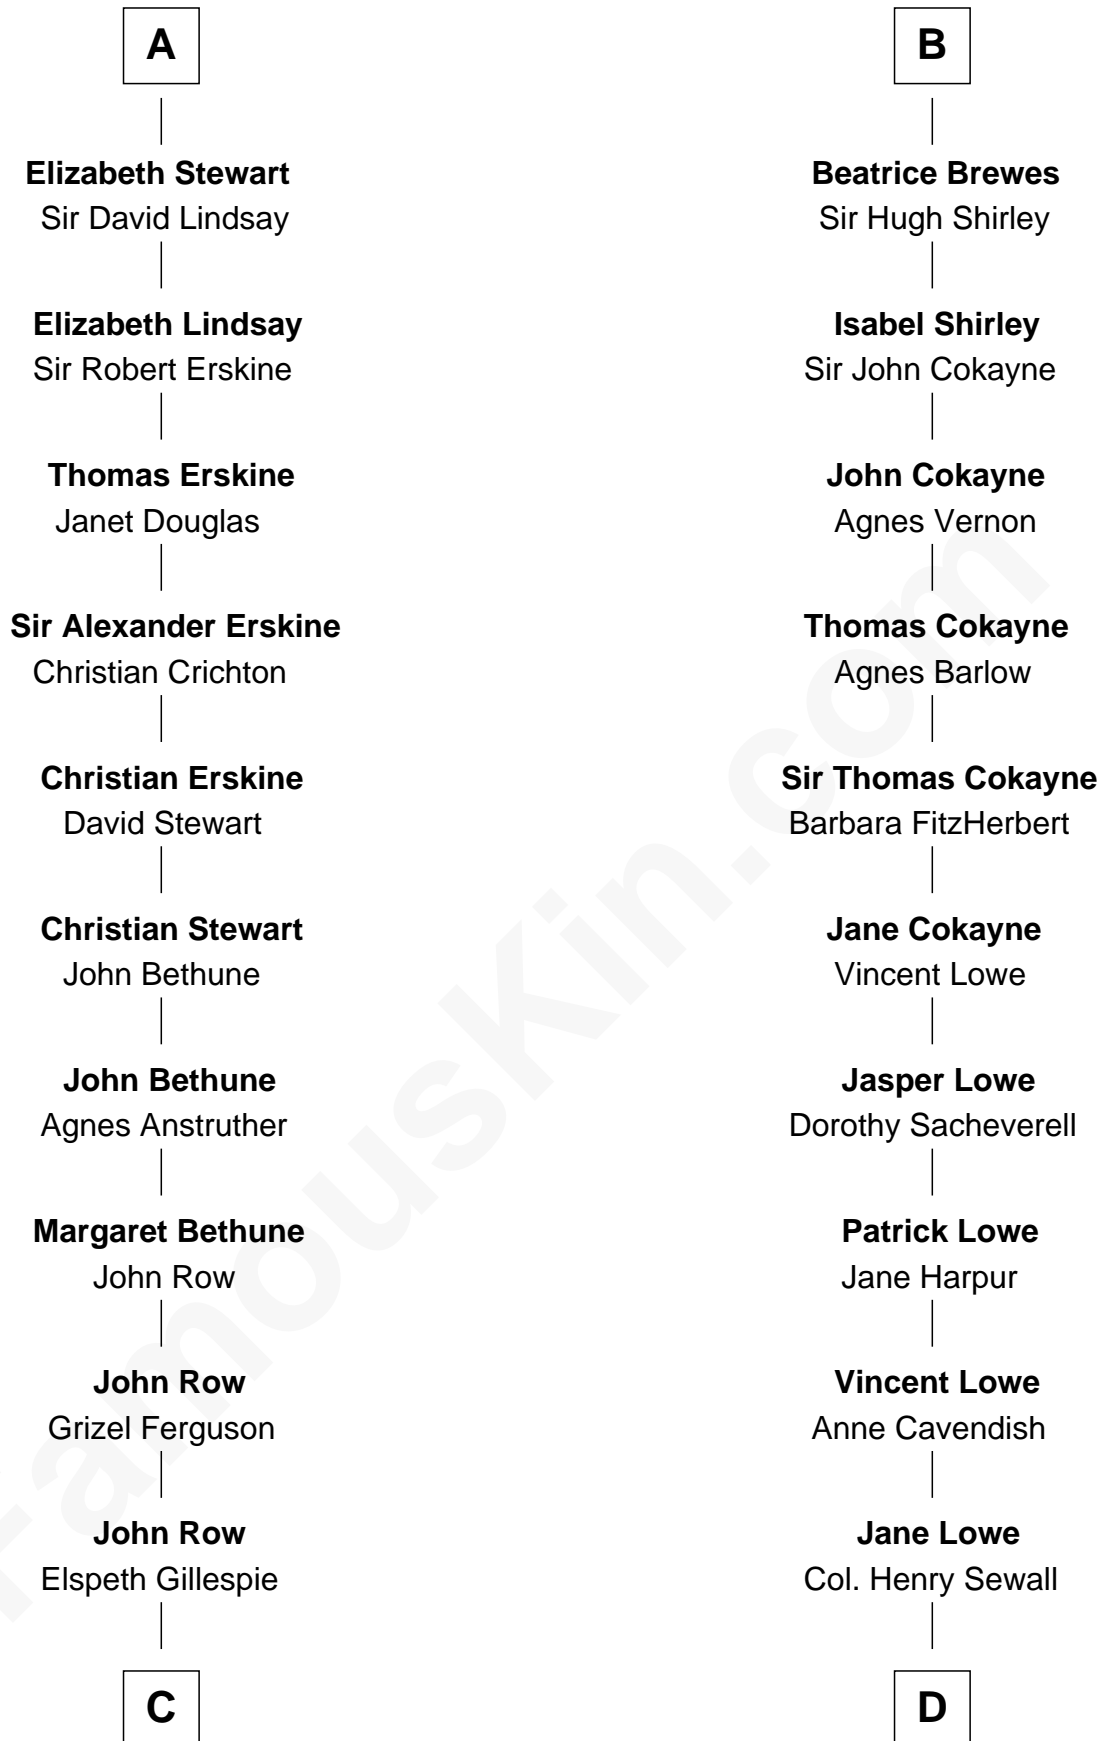 A
Elizabeth Stewart
Sir David Lindsay
Elizabeth Lindsay
Sir Robert Erskine
Thomas Erskine
Janet Douglas
Sir Alexander Erskine
Christian Crichton
Christian Erskine
David Stewart
Christian Stewart
John Bethune
John Bethune
Agnes Anstruther
Margaret Bethune
John Row
John Row
Grizel Ferguson
John Row
Elspeth Gillespie
C
B
Beatrice Brewes
Sir Hugh Shirley
Isabel Shirley
Sir John Cokayne
John Cokayne
Agnes Vernon
Thomas Cokayne
Agnes Barlow
Sir Thomas Cokayne
Barbara FitzHerbert
Jane Cokayne
Vincent Lowe
Jasper Lowe
Dorothy Sacheverell
Patrick Lowe
Jane Harpur
Vincent Lowe
Anne Cavendish
Jane Lowe
Col. Henry Sewall
D
FamousKin.com